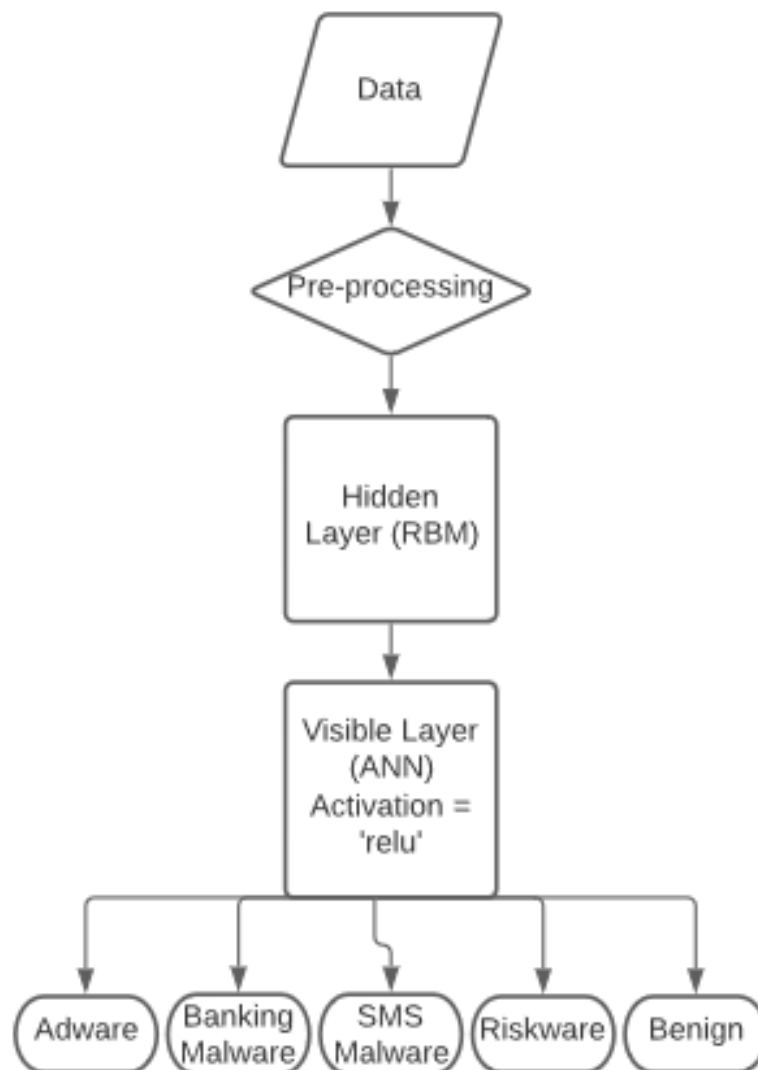 Data
Pre-processing
Hidden
Layer (RBM)
Visible Layer
(ANN)
Activation =
'relu'
Adware
Banking
Malware
SMS
Malware
Riskware
Benign